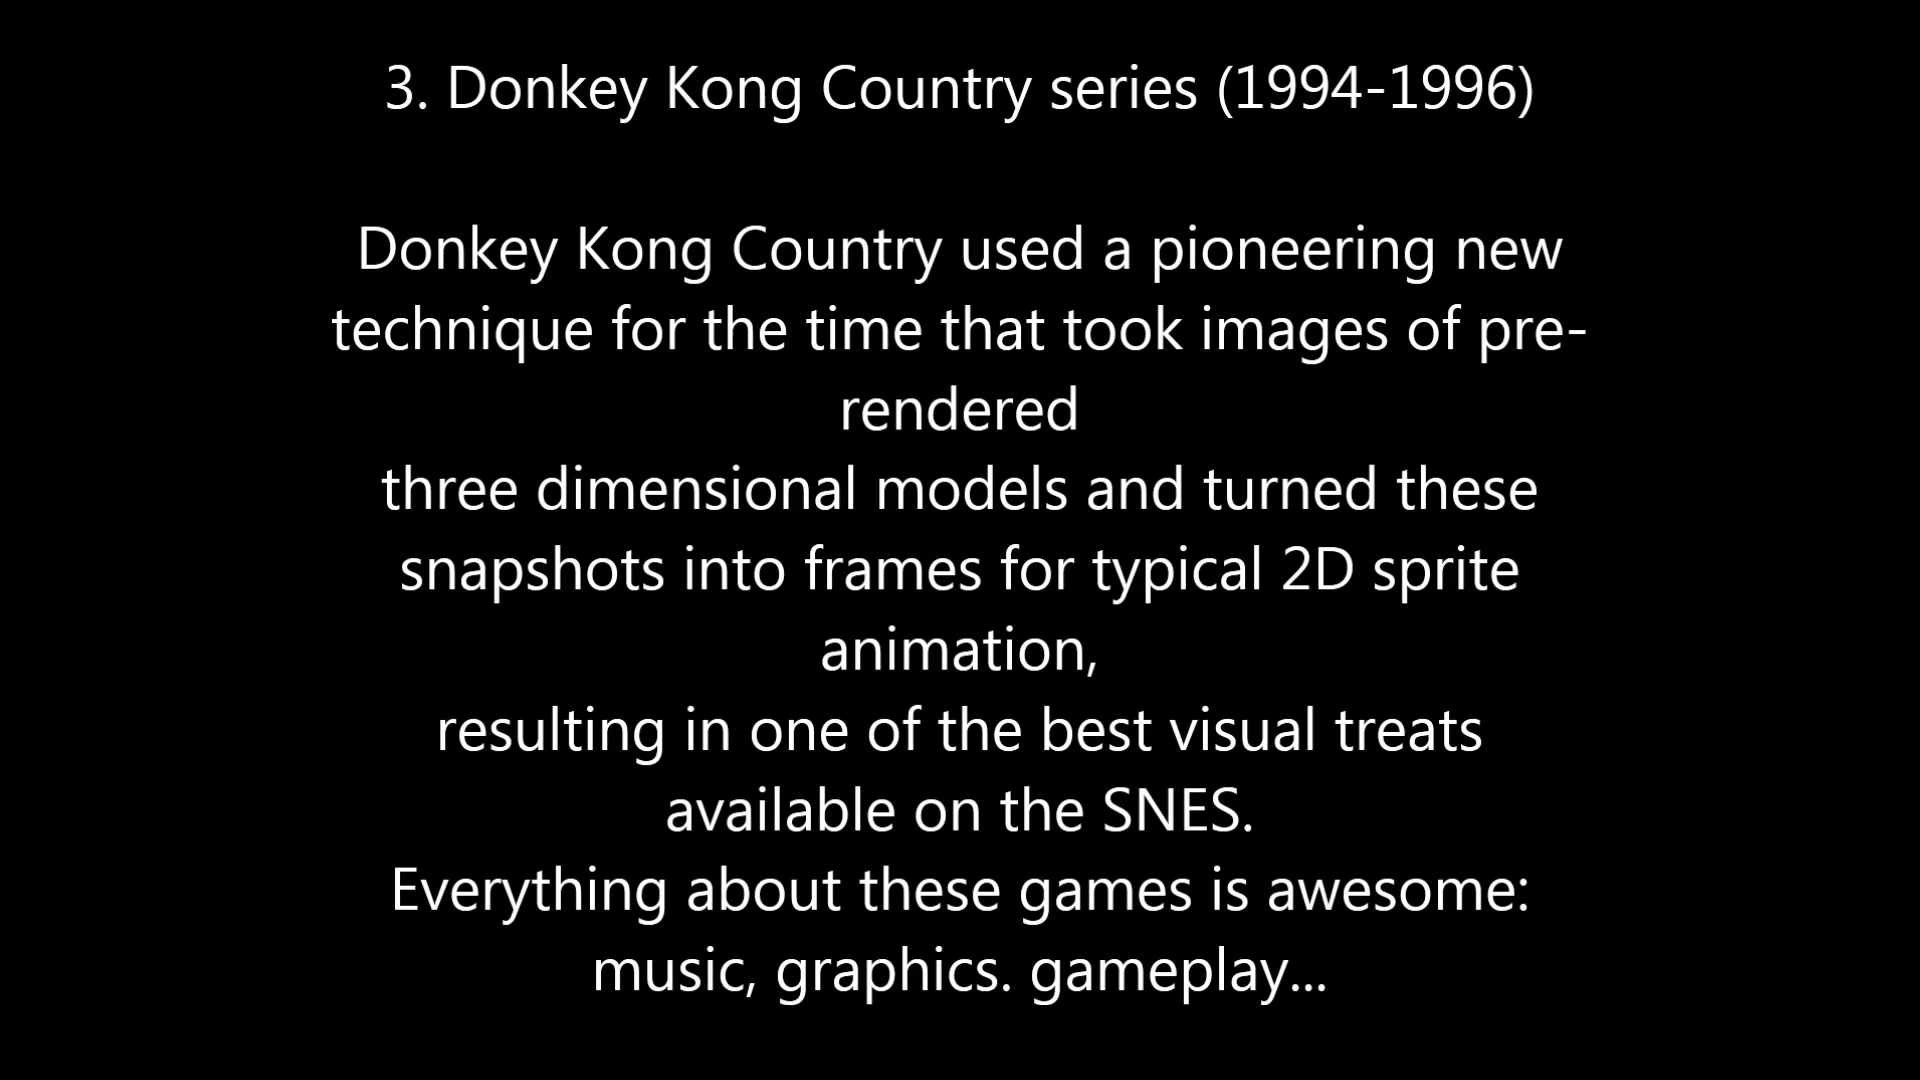 3. Donkey Kong Country series (1994-1996)
Donkey Kong Country used a pioneering new
technique for the time that took images of pre-
rendered
three dimensional models and turned these
snapshots into frames for typical 2D sprite
animation,
resulting in one of the best visual treats
available on the SNES.
Everything about these games is awesome:
music, graphics. gameplay...